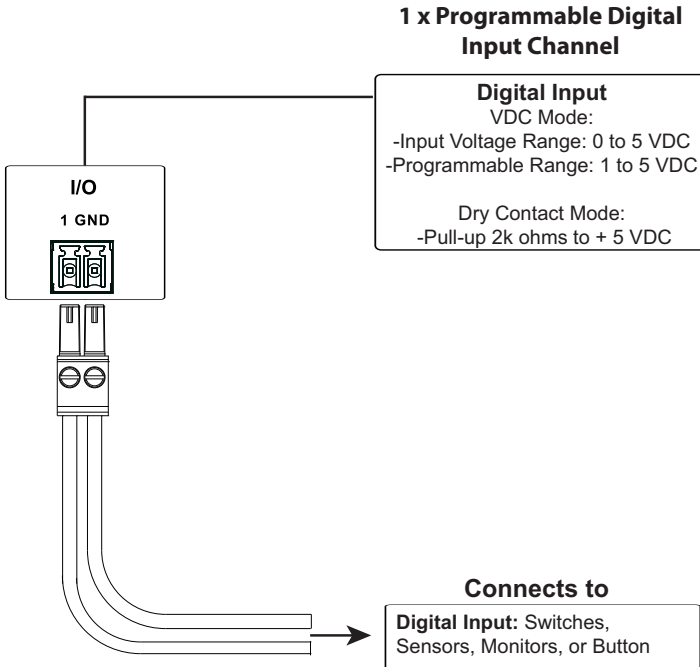 1 x Programmable Digital
Input Channel
Digital Input
VDC Mode:
-Input Voltage Range: 0 to 5 VDC
-Programmable Range: 1 to 5 VDC
Dry Contact Mode:
-Pull-up 2k ohms to + 5 VDC
I/O
1 GND
Connects to
Digital Input: Switches,
Sensors, Monitors, or Button